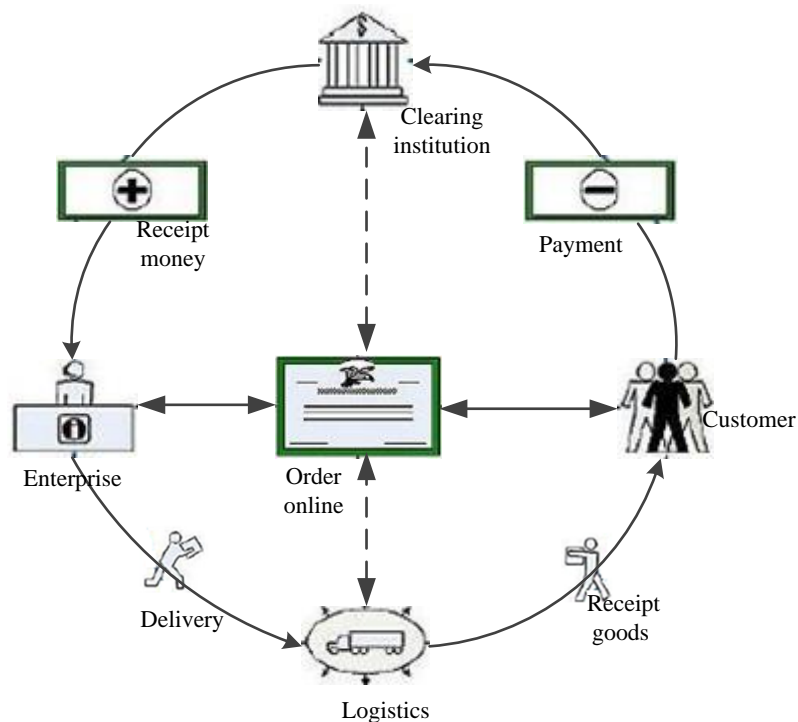 Clearing
institution
Receipt
money
Payment
Customer
Enterprise
Order
online
Delivery
Receipt
goods
Logistics